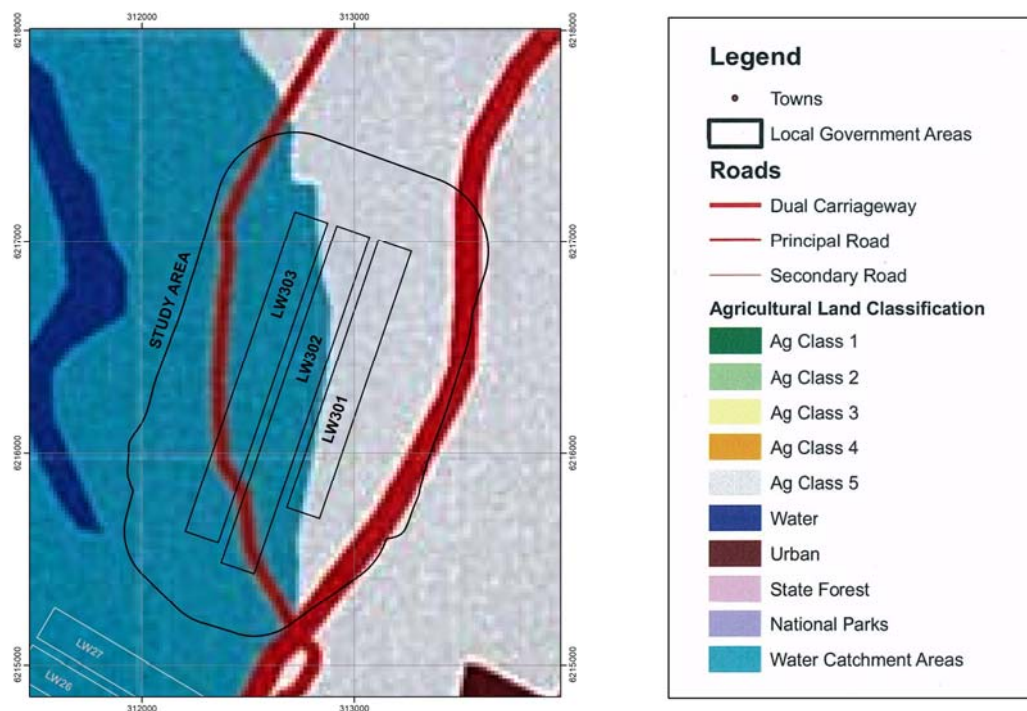 312000
313000
6218000
6218000
6217000
6217000
6216000
6216000
6215000
6215000
STUDY AREA
LW303
LW302
LW301
LW27
LW26
312000
313000
Legend
Towns
Local Government Areas
Roads
Dual Carriageway
Principal Road
Secondary Road
Agricultural Land Classification
Ag Class 1
Ag Class 2
Ag Class 3
Ag Class 4
Ag Class 5
Water
Urban
State Forest
National Parks
Water Catchment Areas